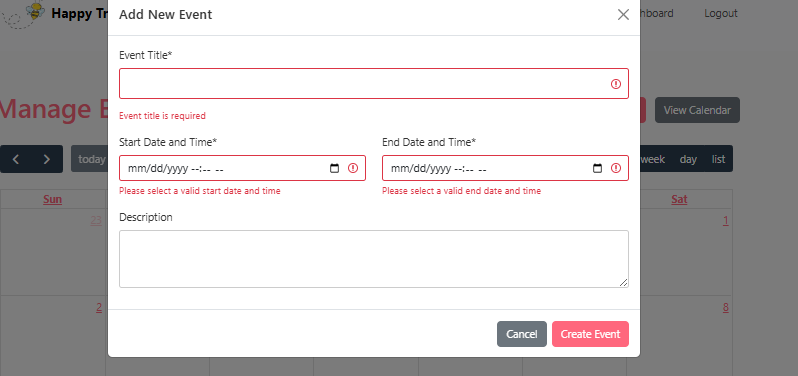 Happy Tr
Add New Event
hboard
Logout
Event Title*
Event title is required
Manage E
View Calendar
Start Date and Time*
End Date and Time*
today
mm/dd/yyyy --:-- --
mm/dd/yyyy --:-- --
week
day
list
Please select a valid start date and time
Please select a valid end date and time
Sun
Sat
Description
23
1
2
8
Cancel
Create Event